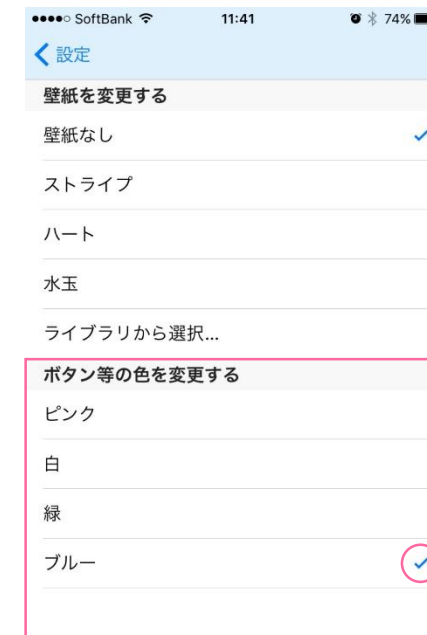 SoftBank 11:41 74%
設定
壁紙を変更する
壁紙なし
ストライプ
ハート
水玉
ライブラリから選択...
ボタン等の色を変更する
ピンク
白
緑
ブルー